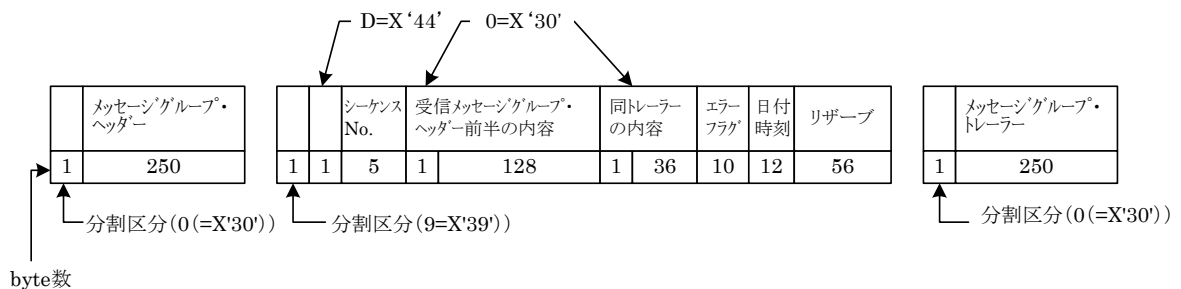 D=X‘44’ 0=X‘30’
メッセージグループ・ヘッダー
シーケンスNo.
受信メッセージグループ・ヘッダー前半の内容
同トレーラーの内容
エラーフラグ
日付時刻
リザーブ
メッセージグループ・トレーラー
1 250
1 1 5 1 128 1 36 10 12 56
1 250
分割区分(0(=X'30'))
分割区分(9=X'39'))
分割区分(0(=X'30'))
byte数